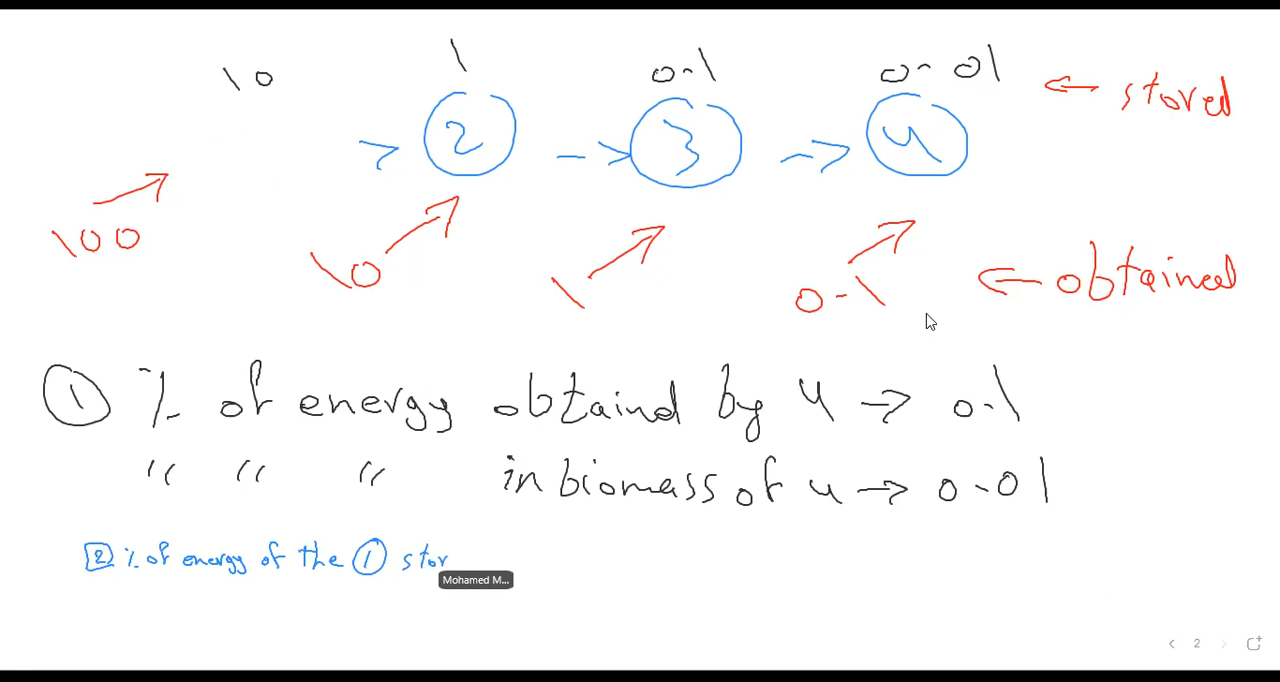 10 1 0.1 0.01 ← stored
→ 2 → 3 → 4
100 10 1 0.1 ← obtained
① % of energy obtaind by 4 → 0.1
" " " in biomass of 4 → 0.01
2 % of energy of the ① stor
Mohamed M...
2